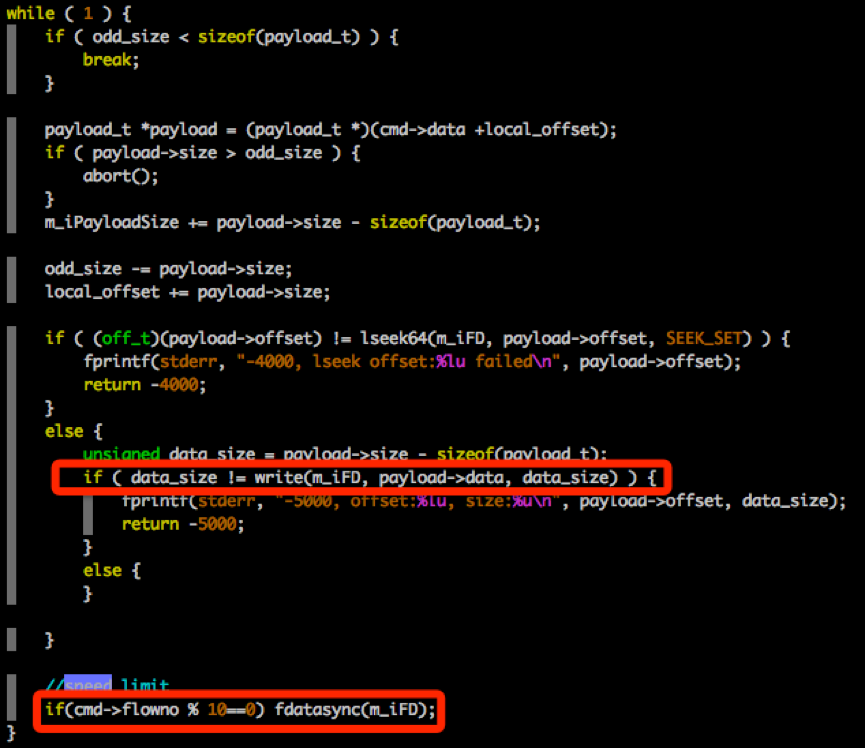 while ( 1 ) {
if ( odd_size < sizeof(payload_t) ) {
break;
}
payload_t *payload = (payload_t *)(cmd->data +local_offset);
if ( payload->size > odd_size ) {
abort();
}
m_iPayloadSize += payload->size - sizeof(payload_t);
odd_size -= payload->size;
local_offset += payload->size;
if ( (off_t)(payload->offset) != lseek64(m_iFD, payload->offset, SEEK_SET) ) {
fprintf(stderr, "-4000, lseek offset:%lu failed\n", payload->offset);
return -4000;
}
else {
unsigned data_size = payload->size - sizeof(payload_t);
if ( data_size != write(m_iFD, payload->data, data_size) ) {
fprintf(stderr, "-5000, offset:%lu, size:%u\n", payload->offset, data_size);
return -5000;
}
else {
}
}
//speed limit
if(cmd->flowno % 10==0) fdatasync(m_iFD);
}